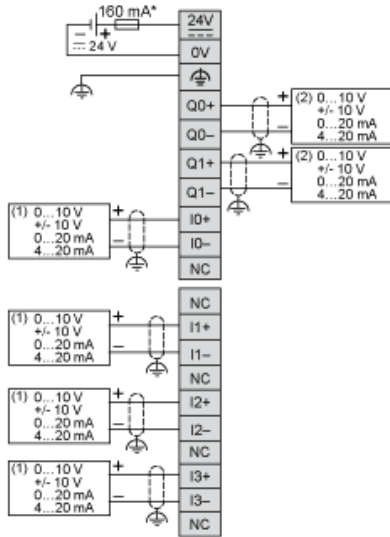 160 mA*
+
−
24 V
24V
0V
Q0+
Q0−
Q1+
Q1−
I0+
I0−
NC
+
−
(2) 0...10 V
+/- 10 V
0...20 mA
4...20 mA
+
−
(2) 0...10 V
+/- 10 V
0...20 mA
4...20 mA
(1) 0...10 V
+/- 10 V
0...20 mA
4...20 mA
+
−
NC
I1+
I1−
NC
I2+
I2−
NC
I3+
I3−
NC
(1) 0...10 V
+/- 10 V
0...20 mA
4...20 mA
+
−
(1) 0...10 V
+/- 10 V
0...20 mA
4...20 mA
+
−
(1) 0...10 V
+/- 10 V
0...20 mA
4...20 mA
+
−